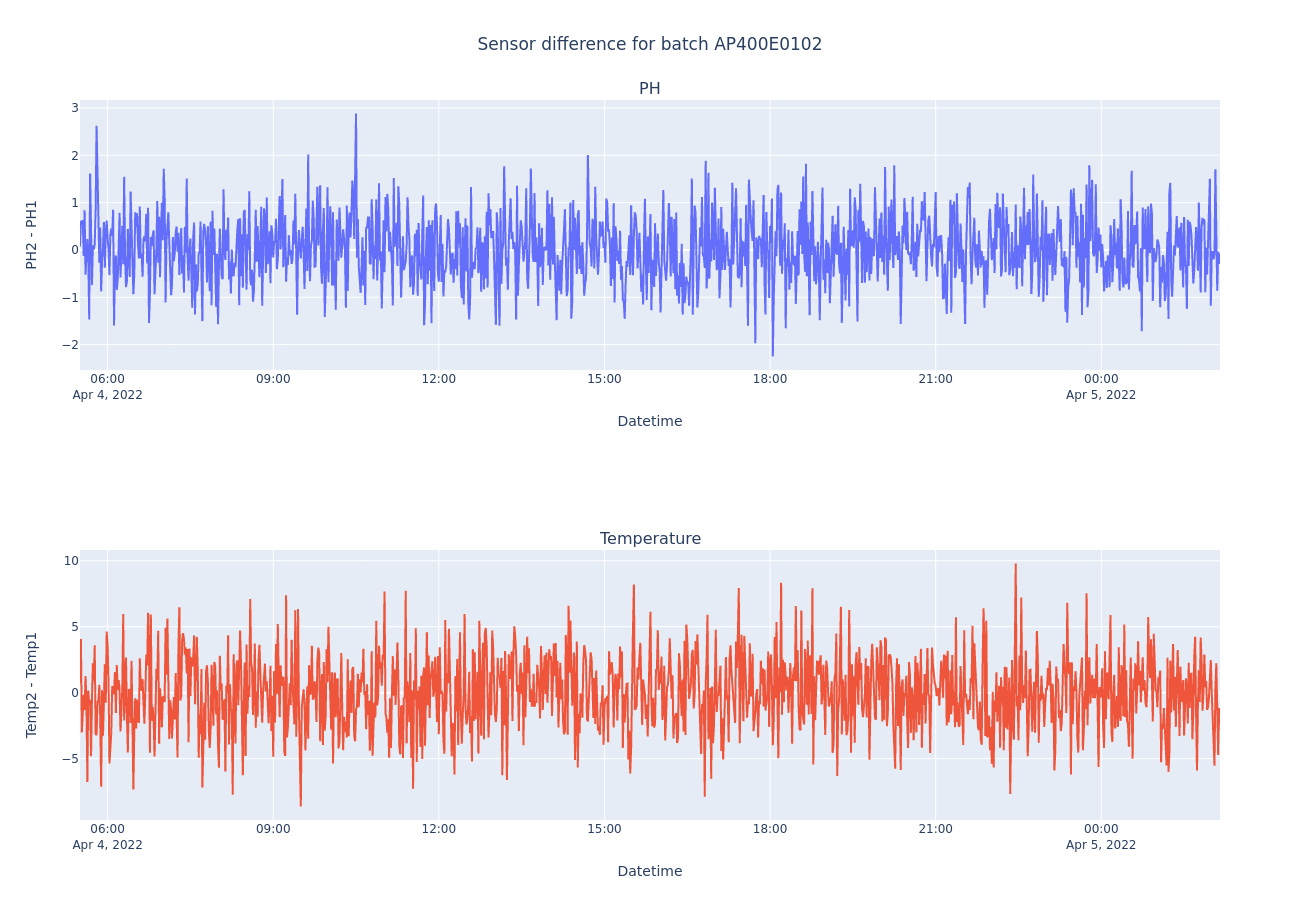 Sensor difference for batch AP400E0102
PH
3
2
1
0
−1
−2
PH2 - PH1
06:00 09:00 12:00 15:00 18:00 21:00 00:00
Apr 4, 2022 Apr 5, 2022
Datetime
Temperature
10
5
0
−5
Temp2 - Temp1
06:00 09:00 12:00 15:00 18:00 21:00 00:00
Apr 4, 2022 Apr 5, 2022
Datetime